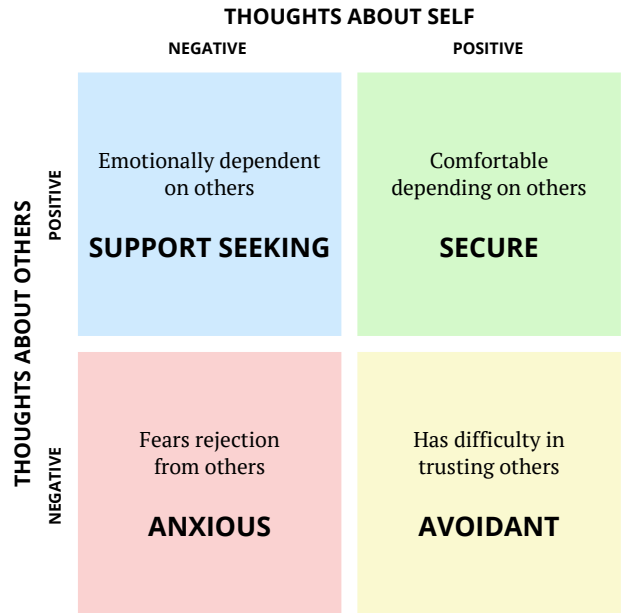 THOUGHTS ABOUT SELF
NEGATIVE
POSITIVE
THOUGHTS ABOUT OTHERS
POSITIVE
Emotionally dependent
on others
SUPPORT SEEKING
Comfortable
depending on others
SECURE
NEGATIVE
Fears rejection
from others
ANXIOUS
Has difficulty in
trusting others
AVOIDANT